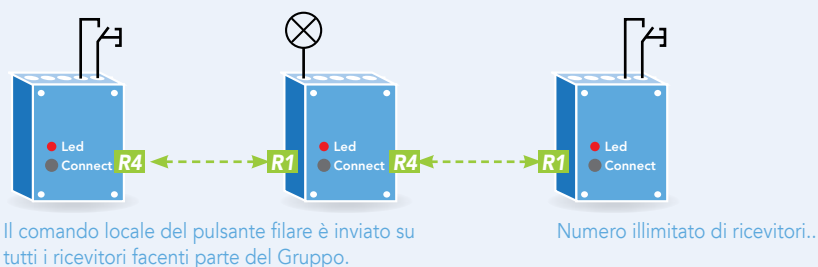 Led
Connect
R4
R1
Led
Connect
R4
R1
Led
Connect
Il comando locale del pulsante filare è inviato su
tutti i ricevitori facenti parte del Gruppo.
Numero illimitato di ricevitori..